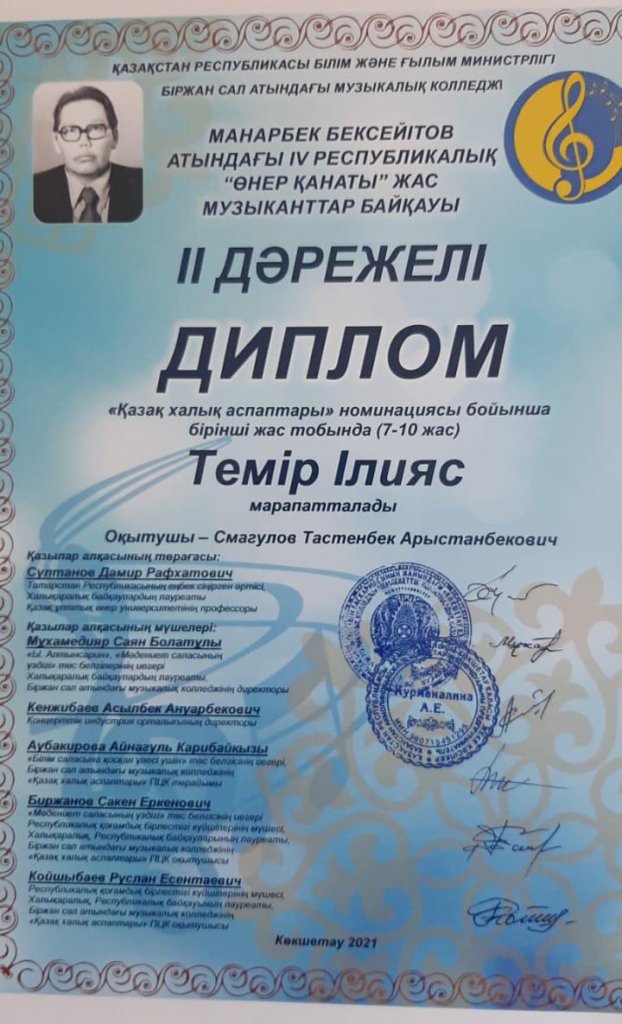 ҚАЗАҚСТАН РЕСПУБЛИКАСЫ БІЛІМ ЖӘНЕ ҒЫЛЫМ МИНИСТРЛІГІ
БІРЖАН САЛ АТЫНДАҒЫ МУЗЫКАЛЫҚ КОЛЛЕДЖІ
МАНАРБЕК БЕКСЕЙІТОВ
АТЫНДАҒЫ IV РЕСПУБЛИКАЛЫҚ
“ӨНЕР ҚАНАТЫ” ЖАС
МУЗЫКАНТТАР БАЙҚАУЫ
II ДӘРЕЖЕЛІ
ДИПЛОМ
«Қазақ халық аспаптары» номинациясы бойынша
бірінші жас тобында (7-10 жас)
Темір Ілияс
марапатталады
Оқытушы – Смагулов Тастенбек Арыстанбекович
Қазылар алқасының төрағасы:
Султанов Дамир Рафхатович
Татарстан Республикасының еңбек сіңірген әртісі,
Халықаралық байқаулардың лауреаты
Қазақ ұлттық өнер университетінің профессоры
Қазылар алқасының мүшелері:
Мухамедияр Саян Болатулы
«Ы. Алтынсарин», «Мәдениет саласының
үздігі» төс белгілерінің иегері
Халықаралық байқаулардың лауреаты,
Біржан сал атындағы музыкалық колледжінің директоры
Кенжибаев Асылбек Ануарбекович
Концерттік индустрия орталығының директоры
Аубакирова Айнагуль Карибайкызы
«Білім саласына қосқан үлесі үшін» төс белгісінің иегері,
Біржан сал атындағы музыкалық колледжінің
«Қазақ халық аспаптары» ПЦК төрайымы
Биржанов Сакен Еркенович
«Мәдениет саласының үздігі» төс белгісінің иегері
Республикалық қоғамдық бірлестігі күйшілерінің мүшесі,
Халықаралық, Республикалық байқауларының лауреаты,
Біржан сал атындағы музыкалық колледжінің
«Қазақ халық аспаптары» ПЦК оқытушысы
Койшыбаев Руслан Есентаевич
Республикалық қоғамдық бірлестігі күйшілерінің мүшесі,
Халықаралық, Республикалық байқауының лауреаты,
Біржан сал атындағы музыкалық колледжінің
«Қазақ халық аспаптары» ПЦК оқытушысы
Курманалина
А.Е.
Көкшетау 2021